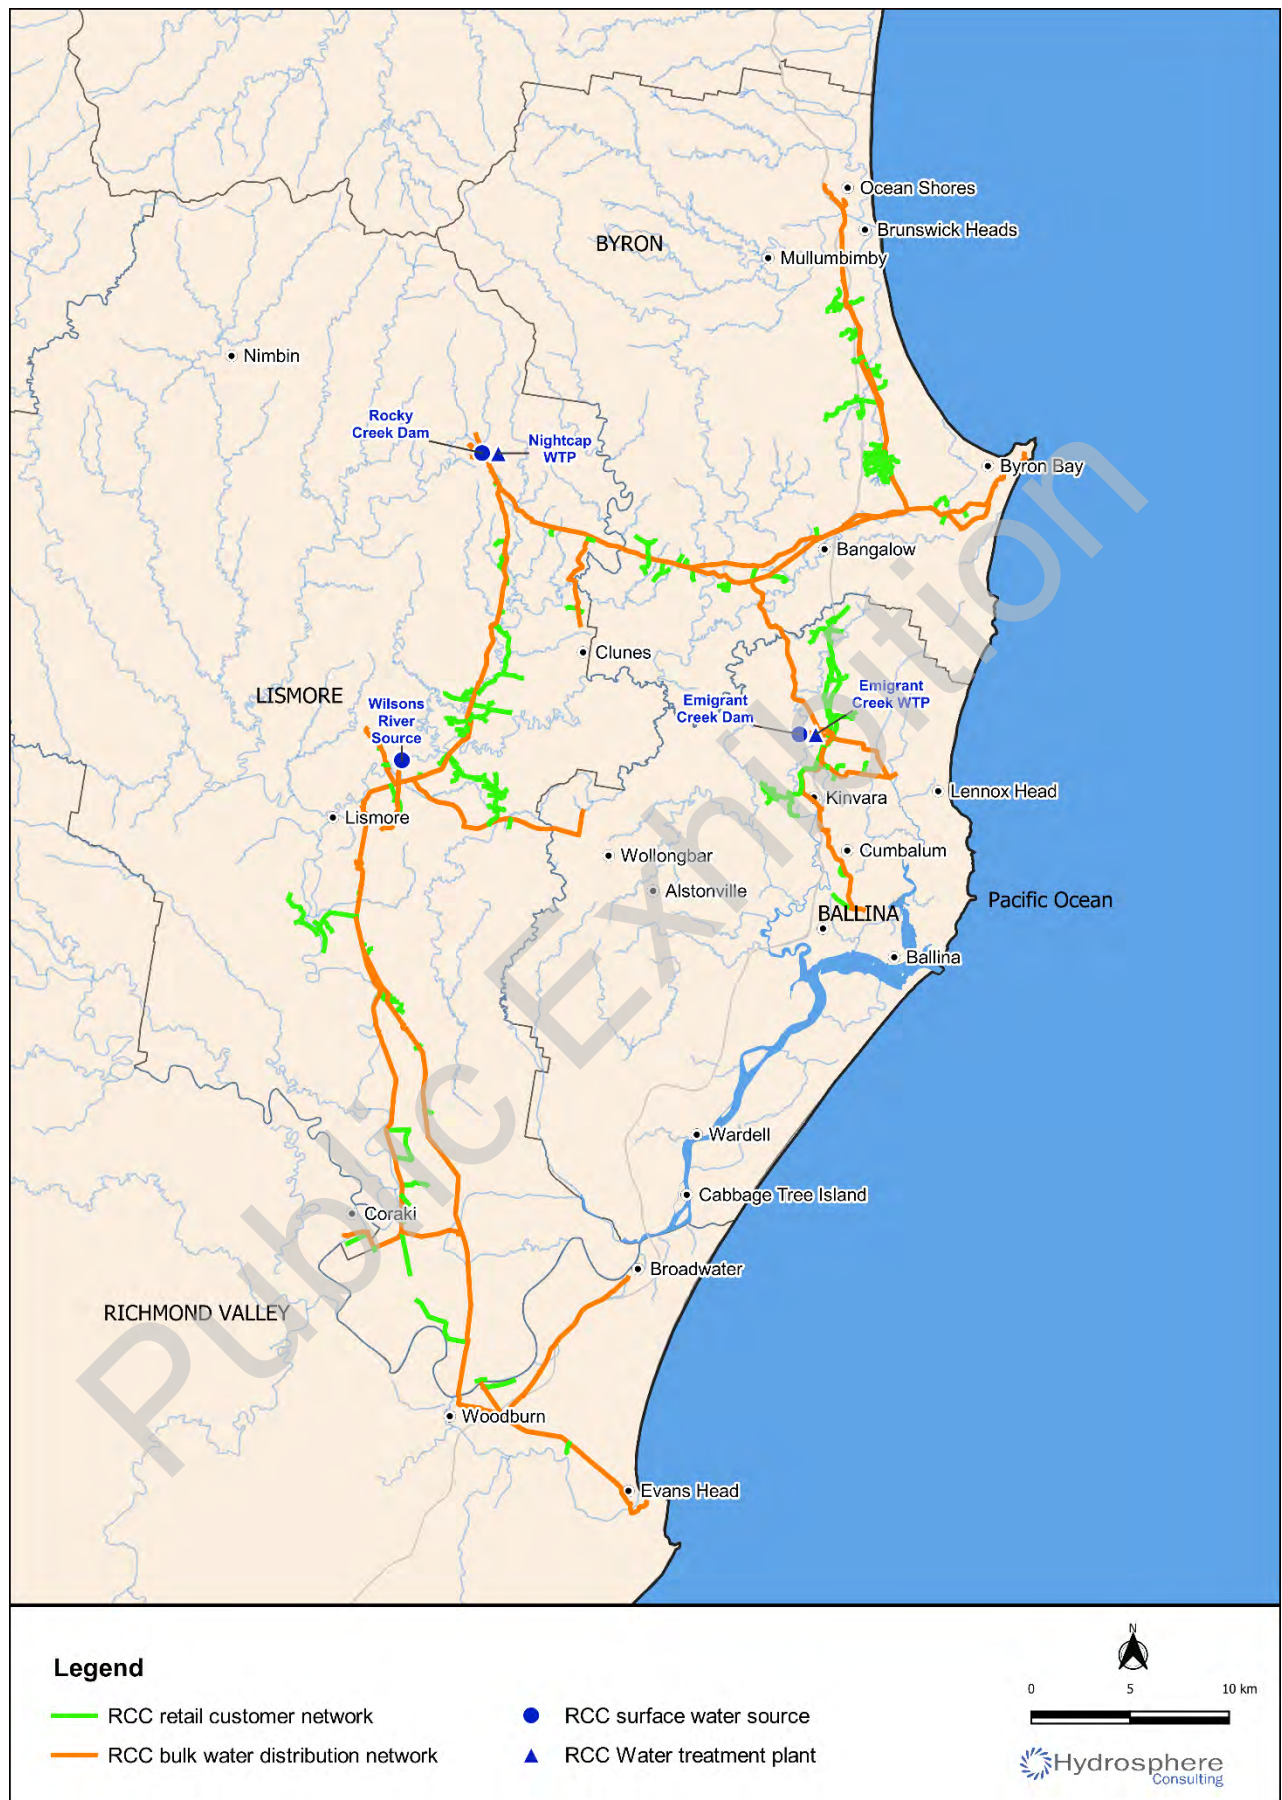 Ocean Shores
Brunswick Heads
BYRON
Mullumbimby
Nimbin
Rocky
Creek Dam
Nightcap
WTP
Byron Bay
Bangalow
Clunes
LISMORE
Wilsons
River
Source
Emigrant
Creek Dam
Emigrant
Creek WTP
Kinvara
Lennox Head
Lismore
Wollongbar
Cumbalum
Alstonville
Pacific Ocean
BALLINA
Ballina
Wardell
Cabbage Tree Island
Coraki
Broadwater
RICHMOND VALLEY
Woodburn
Evans Head
Public Exhibition
Legend
RCC retail customer network
RCC bulk water distribution network
RCC surface water source
RCC Water treatment plant
N
0 5 10 km
Hydrosphere
Consulting